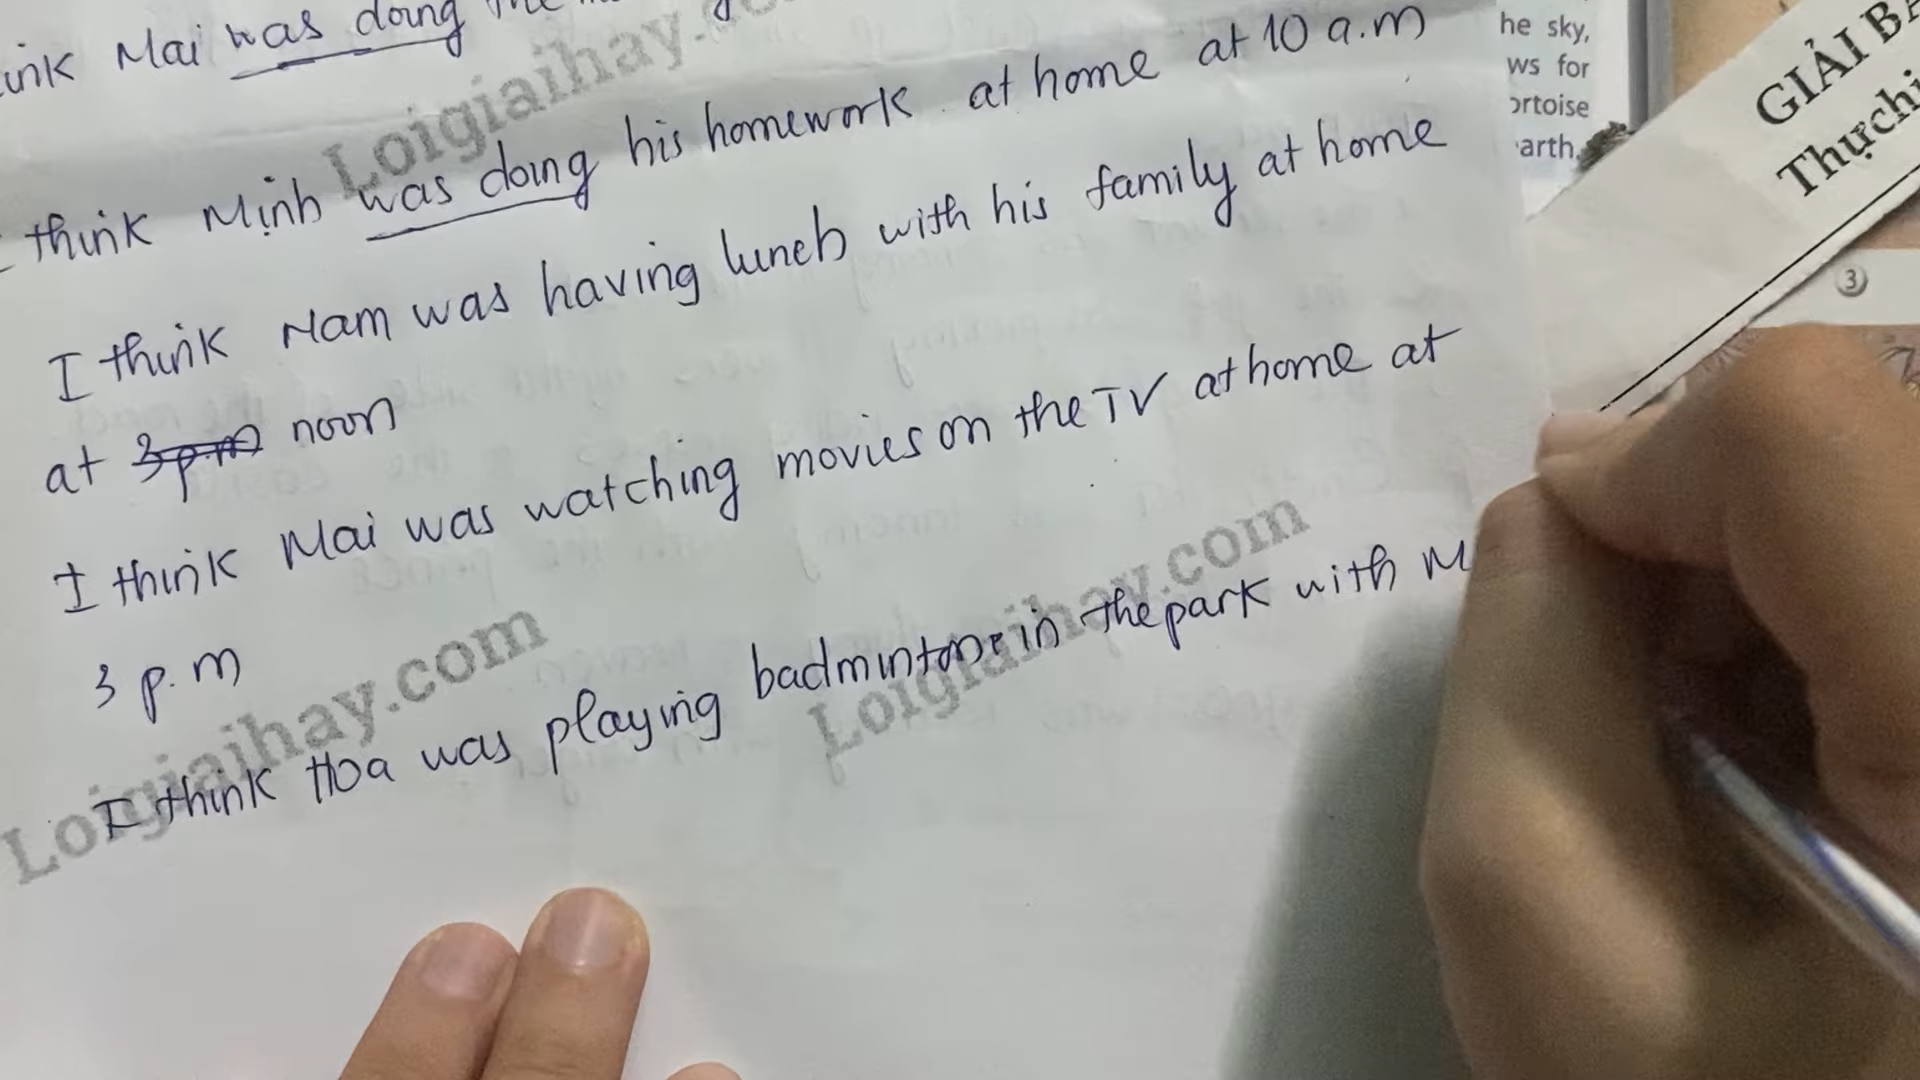 Mai was doing
think Minh was doing his homework at home at 10 a.m
I think Nam was having lunch with his family at home
at 3p.m noon
I think Mai was watching movies on the TV at home at
3 p.m
I think Hoa was playing badminton in the park with M
Loigiaihay.com
Loigiaihay.com
Loigiaihay.com
he sky,
ws for
ortoise
arth.
GIẢI B
Thực chi
3